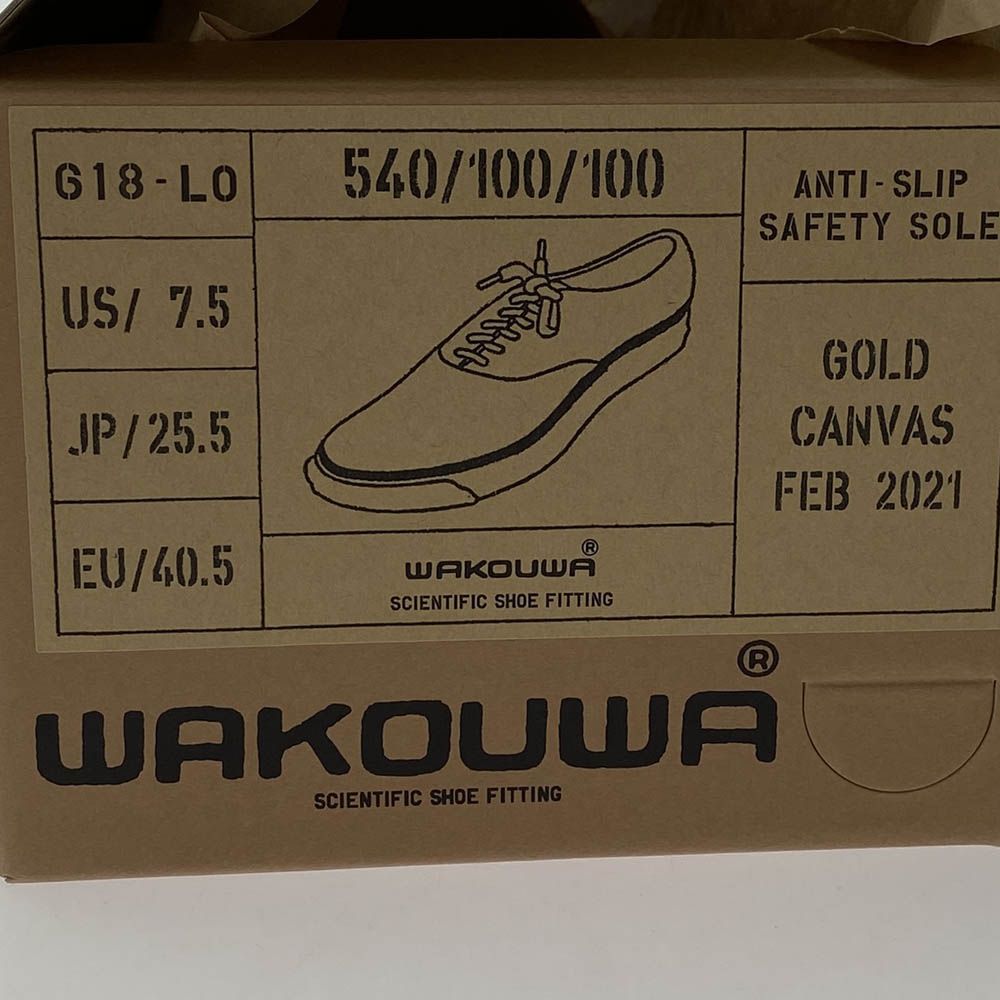 G18-LO
US/ 7.5
JP/25.5
EU/40.5
540/100/100
WAKOUWA®
SCIENTIFIC SHOE FITTING
ANTI-SLIP
SAFETY SOLE
GOLD
CANVAS
FEB 2021
WAKOUWA®
SCIENTIFIC SHOE FITTING